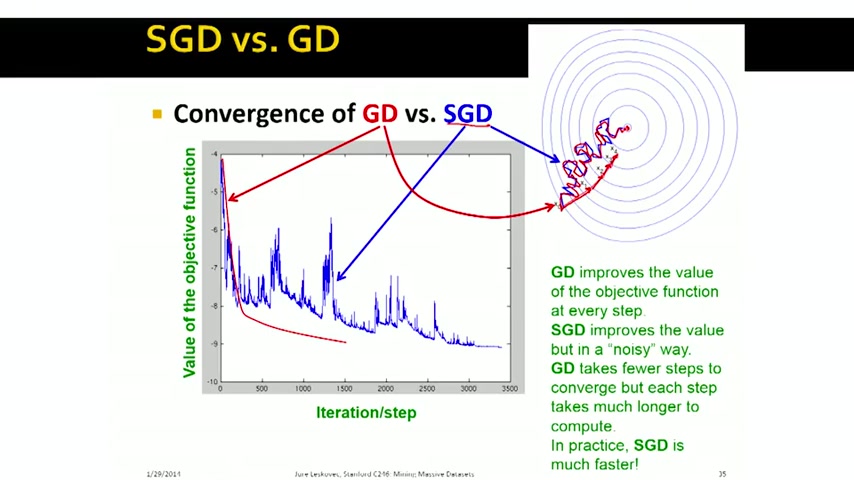 SGD vs. GD
Convergence of GD vs. SGD
Value of the objective function
-4
-5
-6
-7
-8
-9
-10
0
500
1000
1500
2000
2500
3000
3500
Iteration/step
GD improves the value
of the objective function
at every step.
SGD improves the value
but in a "noisy" way.
GD takes fewer steps to
converge but each step
takes much longer to
compute.
In practice, SGD is
much faster!
1/29/2014
Jure Leskovec, Stanford C246: Mining Massive Datasets
35